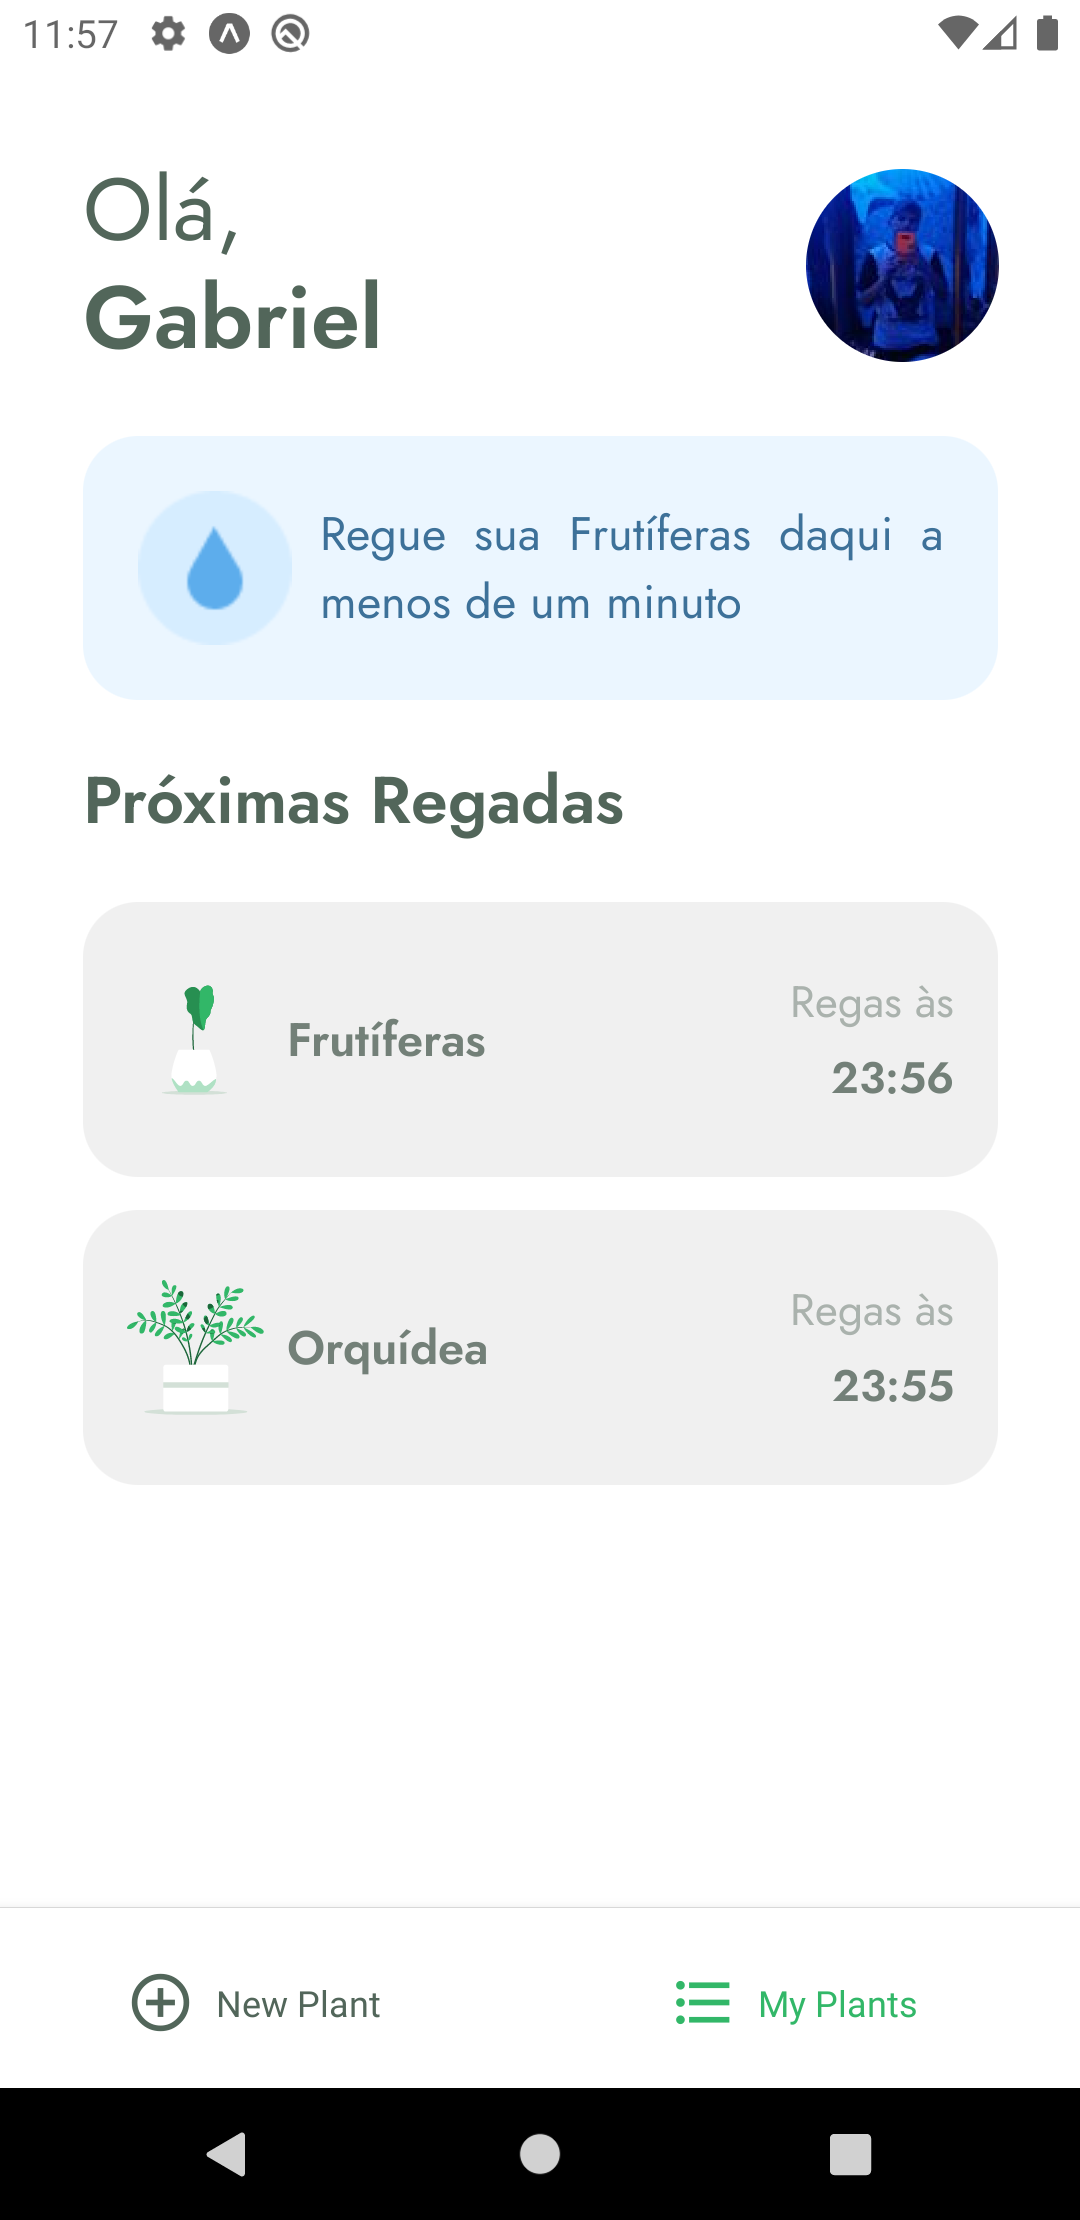 11:57
Olá,
Gabriel
Regue sua Frutíferas daqui a
menos de um minuto
Próximas Regadas
Frutíferas
Regas às
23:56
Orquídea
Regas às
23:55
New Plant
My Plants